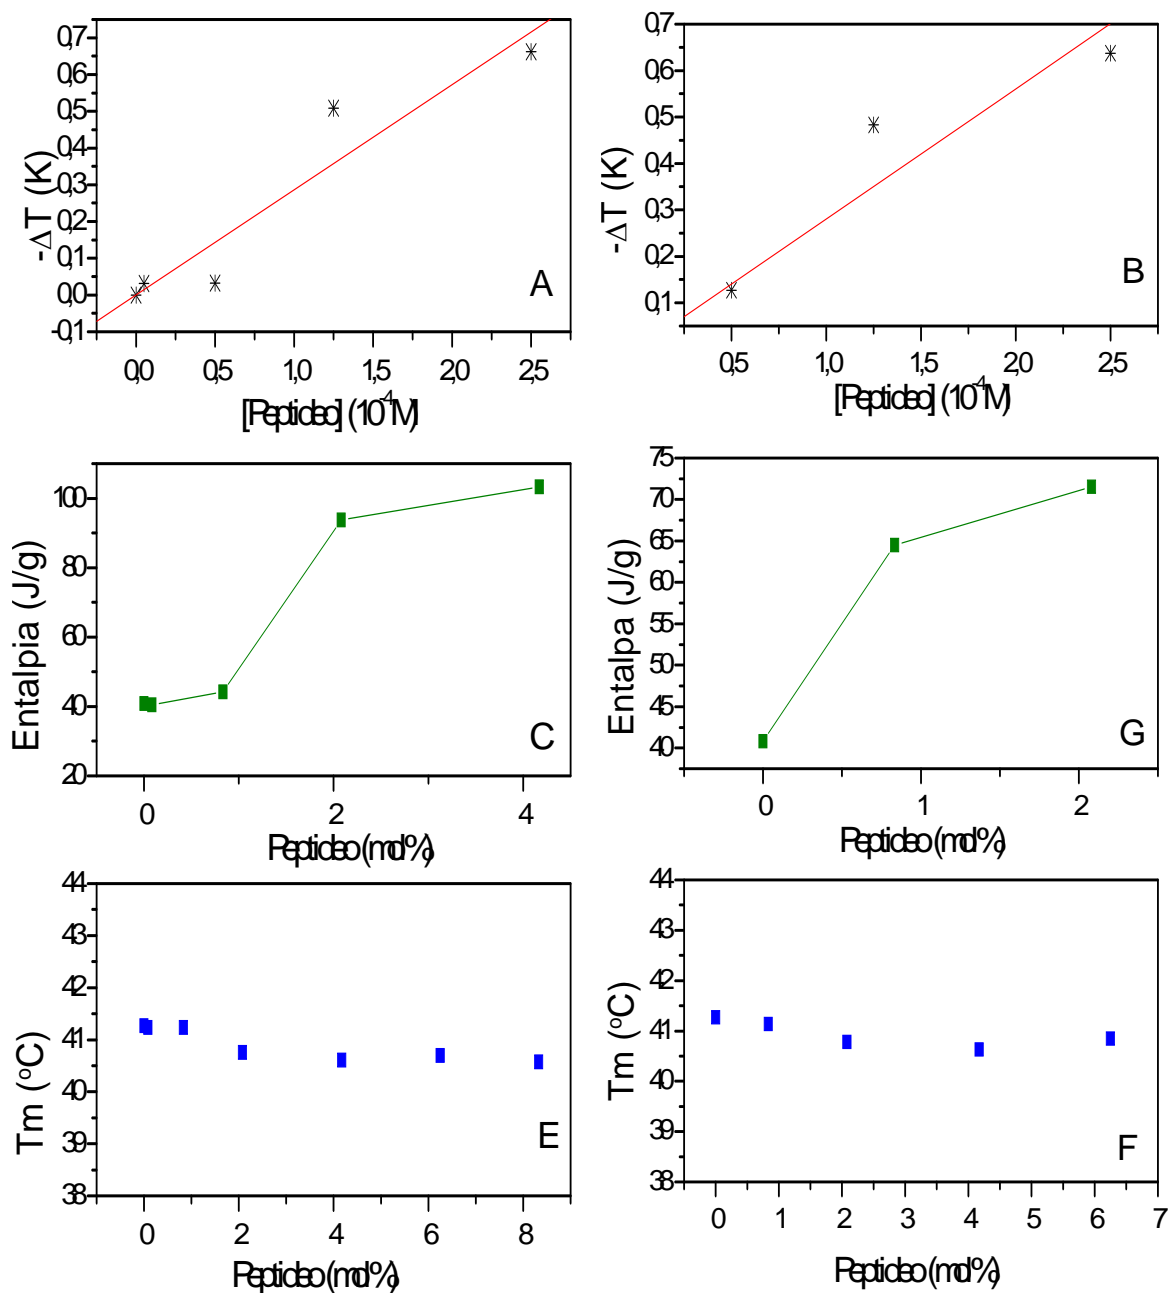 0,7
0,6
0,5
0,4
0,3
0,2
0,1
0,0
-0,1
-ΔT (K)
A
0,0 0,5 1,0 1,5 2,0 2,5
[Peptideo] (10⁻⁴M)
0,7
0,6
0,5
0,4
0,3
0,2
0,1
-ΔT (K)
B
0,5 1,0 1,5 2,0 2,5
[Peptideo] (10⁻⁴M)
100
80
60
40
20
Entalpia (J/g)
C
0 2 4
Peptideo (mol%)
75
70
65
60
55
50
45
40
Entalpa (J/g)
G
0 1 2
Peptideo (mol%)
44
43
42
41
40
39
38
Tm (ºC)
E
0 2 4 6 8
Peptideo (mol%)
44
43
42
41
40
39
38
Tm (ºC)
F
0 1 2 3 4 5 6 7
Peptideo (mol%)